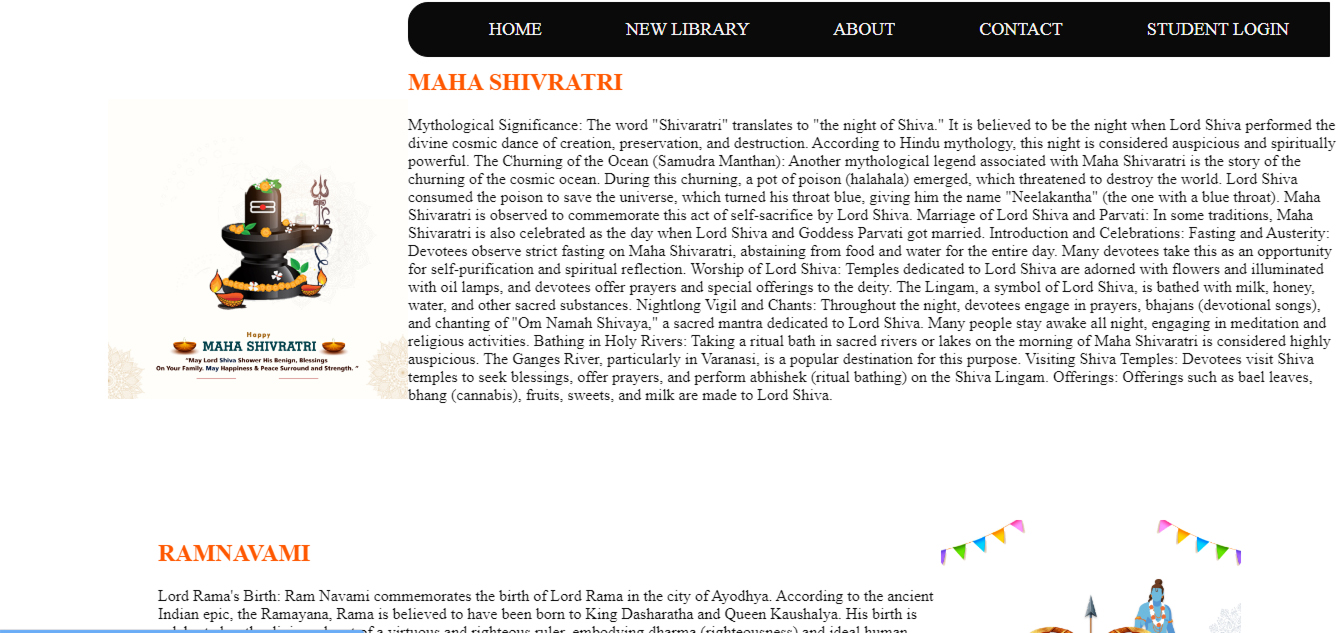 HOME NEW LIBRARY ABOUT CONTACT STUDENT LOGIN
MAHA SHIVRATRI
Mythological Significance: The word "Shivaratri" translates to "the night of Shiva." It is believed to be the night when Lord Shiva performed the
divine cosmic dance of creation, preservation, and destruction. According to Hindu mythology, this night is considered auspicious and spiritually
powerful. The Churning of the Ocean (Samudra Manthan): Another mythological legend associated with Maha Shivaratri is the story of the
churning of the cosmic ocean. During this churning, a pot of poison (halahala) emerged, which threatened to destroy the world. Lord Shiva
consumed the poison to save the universe, which turned his throat blue, giving him the name "Neelakantha" (the one with a blue throat). Maha
Shivaratri is observed to commemorate this act of self-sacrifice by Lord Shiva. Marriage of Lord Shiva and Parvati: In some traditions, Maha
Shivaratri is also celebrated as the day when Lord Shiva and Goddess Parvati got married. Introduction and Celebrations: Fasting and Austerity:
Devotees observe strict fasting on Maha Shivaratri, abstaining from food and water for the entire day. Many devotees take this as an opportunity
for self-purification and spiritual reflection. Worship of Lord Shiva: Temples dedicated to Lord Shiva are adorned with flowers and illuminated
with oil lamps, and devotees offer prayers and special offerings to the deity. The Lingam, a symbol of Lord Shiva, is bathed with milk, honey,
water, and other sacred substances. Nightlong Vigil and Chants: Throughout the night, devotees engage in prayers, bhajans (devotional songs),
and chanting of "Om Namah Shivaya," a sacred mantra dedicated to Lord Shiva. Many people stay awake all night, engaging in meditation and
religious activities. Bathing in Holy Rivers: Taking a ritual bath in sacred rivers or lakes on the morning of Maha Shivaratri is considered highly
auspicious. The Ganges River, particularly in Varanasi, is a popular destination for this purpose. Visiting Shiva Temples: Devotees visit Shiva
temples to seek blessings, offer prayers, and perform abhishek (ritual bathing) on the Shiva Lingam. Offerings: Offerings such as bael leaves,
bhang (cannabis), fruits, sweets, and milk are made to Lord Shiva.
Happy
MAHA SHIVRATRI
"May Lord Shiva Shower His Benign, Blessings
On Your Family. May Happiness & Peace Surround and Strength. "
RAMNAVAMI
Lord Rama's Birth: Ram Navami commemorates the birth of Lord Rama in the city of Ayodhya. According to the ancient
Indian epic, the Ramayana, Rama is believed to have been born to King Dasharatha and Queen Kaushalya. His birth is
of a virtuous and righteous ruler, embodying dharma (righteousness) and ideal human